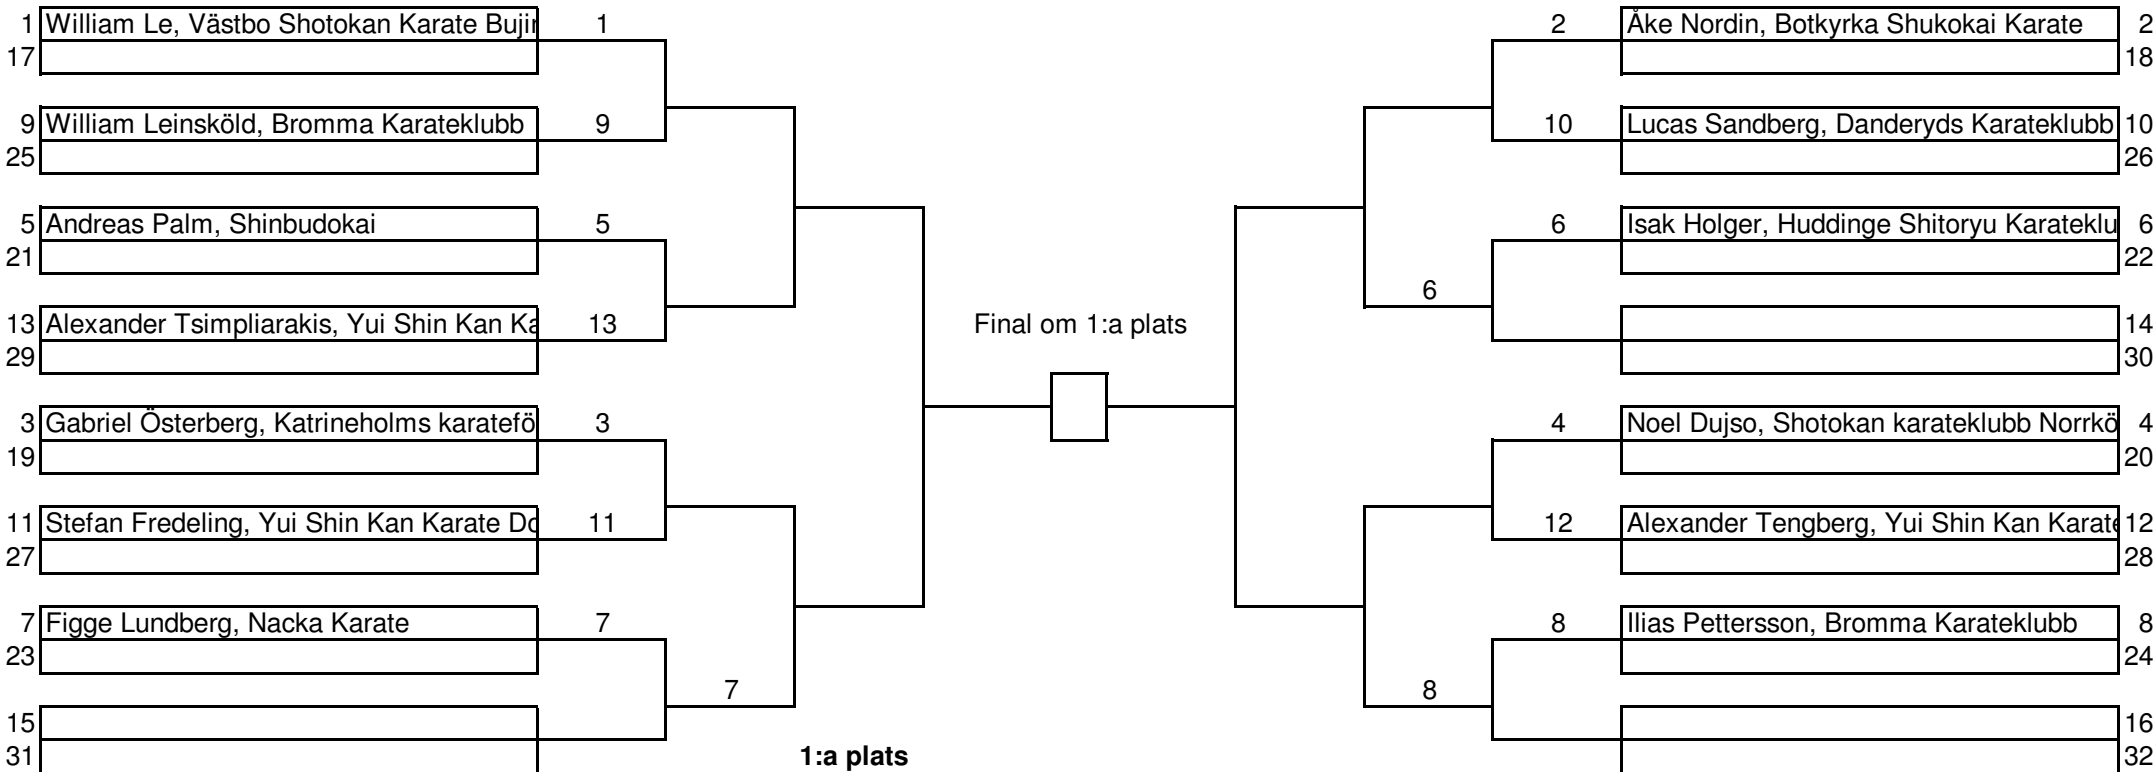 1 William Le, Västbo Shotokan Karate Bujin 1 2 Åke Nordin, Botkyrka Shukokai Karate 2
17 18
9 William Leinsköld, Bromma Karateklubb 9 10 Lucas Sandberg, Danderyds Karateklubb 10
25 26
5 Andreas Palm, Shinbudokai 5 6 Isak Holger, Huddinge Shitoryu Karateklu 6
21 22
6
13 Alexander Tsimpliarakis, Yui Shin Kan Ka 13 Final om 1:a plats 14
29 30
3 Gabriel Österberg, Katrineholms karatefö 3 4 Noel Dujso, Shotokan karateklubb Norrkö 4
19 20
11 Stefan Fredeling, Yui Shin Kan Karate Do 11 12 Alexander Tengberg, Yui Shin Kan Karate 12
27 28
7 Figge Lundberg, Nacka Karate 7 8 Ilias Pettersson, Bromma Karateklubb 8
23 24
7 8
15 16
31 1:a plats 32